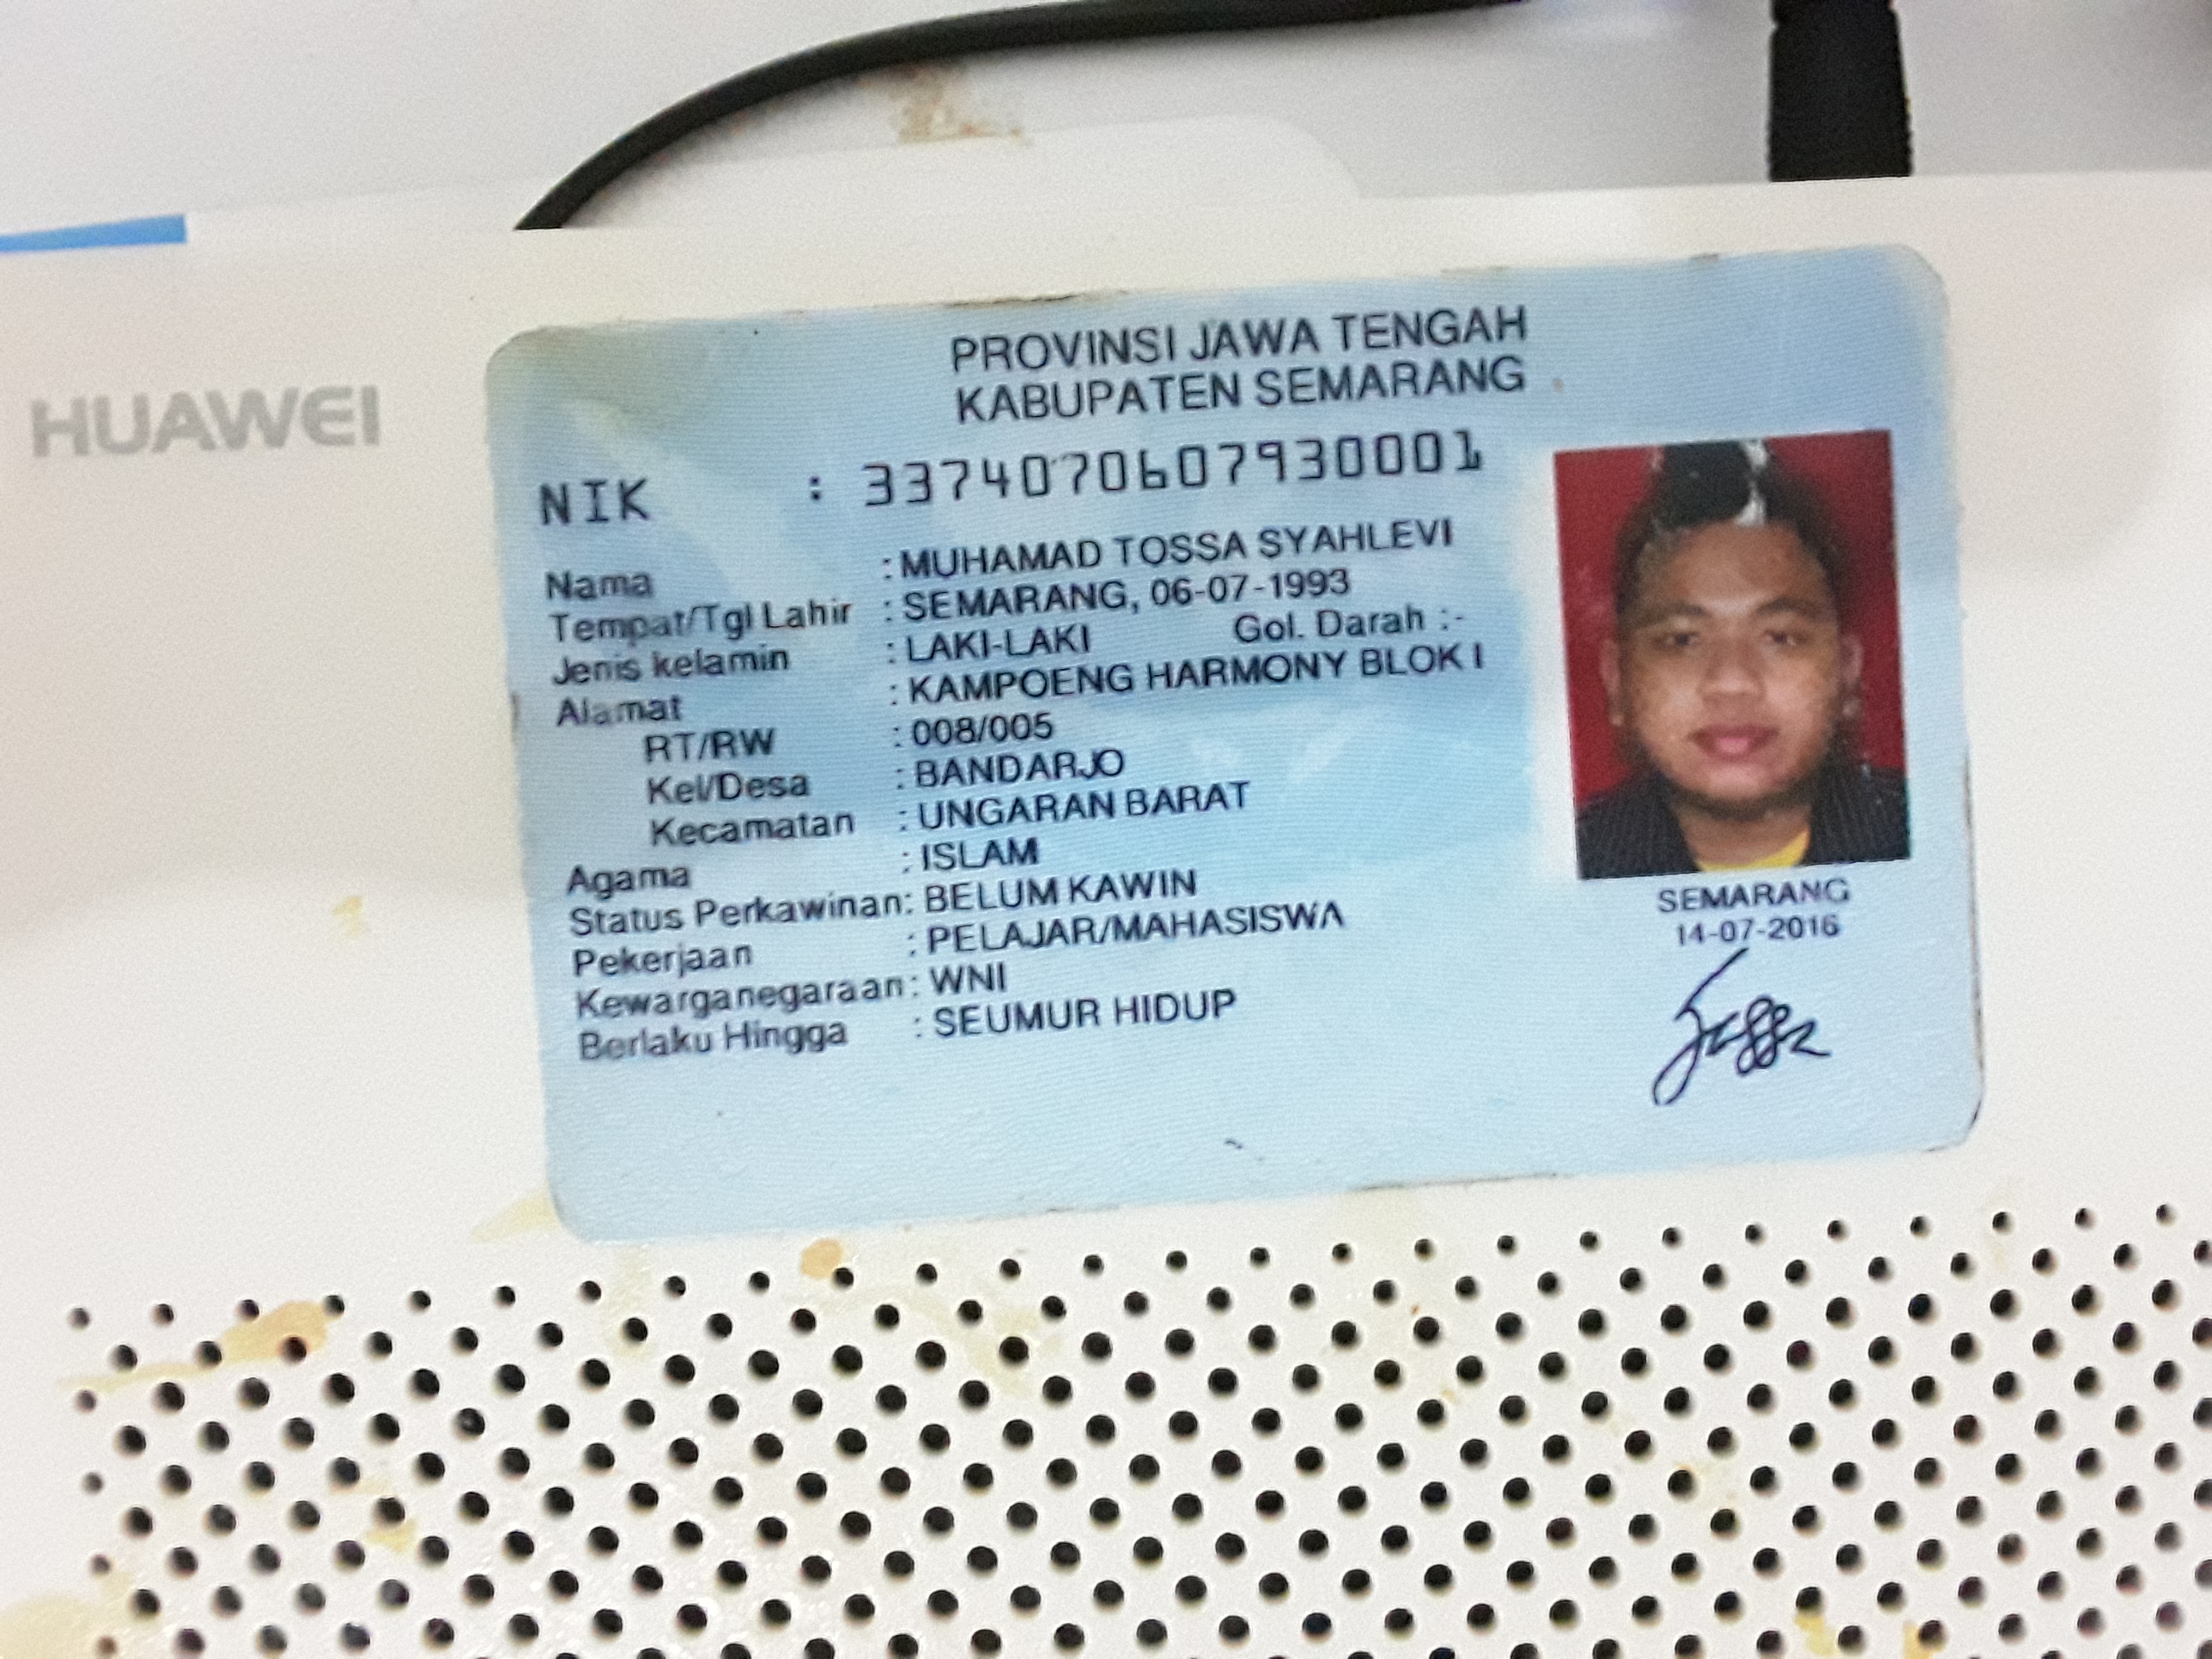 HUAWEI
PROVINSI JAWA TENGAH
KABUPATEN SEMARANG
NIK : 3374070607930001
Nama : MUHAMAD TOSSA SYAHLEVI
Tempat/Tgl Lahir : SEMARANG, 06-07-1993
Jenis kelamin : LAKI-LAKI Gol. Darah :-
Alamat : KAMPOENG HARMONY BLOK I
RT/RW : 008/005
Kel/Desa : BANDARJO
Kecamatan : UNGARAN BARAT
Agama : ISLAM
Status Perkawinan: BELUM KAWIN
Pekerjaan : PELAJAR/MAHASISWA
Kewarganegaraan: WNI
Berlaku Hingga : SEUMUR HIDUP
SEMARANG
14-07-2016